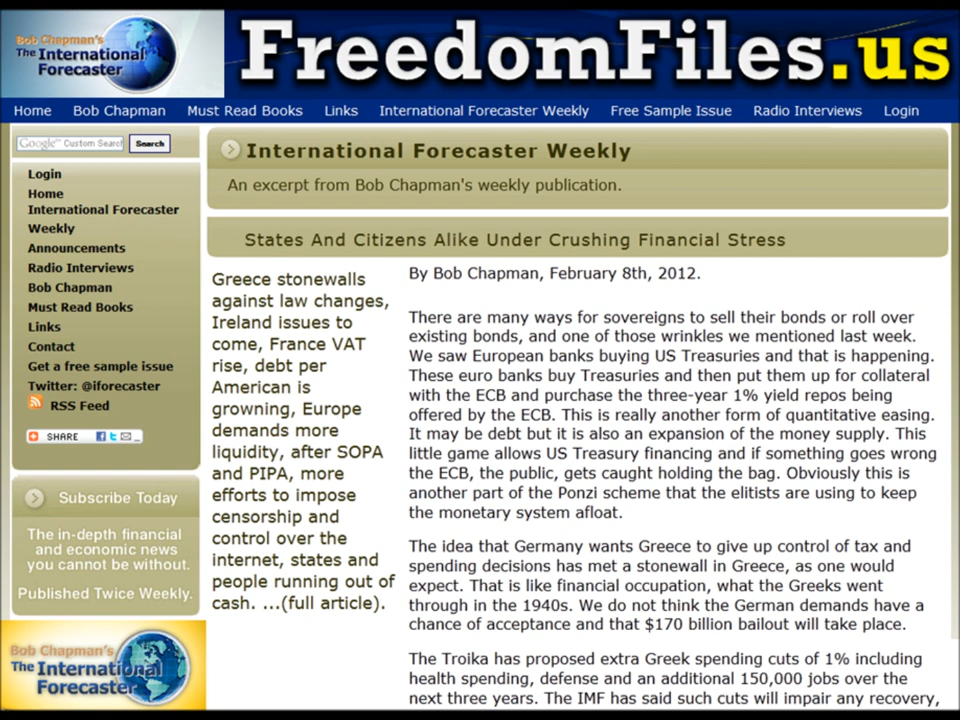 Bob Chapman's
The International
Forecaster
FreedomFiles.us
Home Bob Chapman Must Read Books Links International Forecaster Weekly Free Sample Issue Radio Interviews Login
Google™ Custom Search Search
Login
Home
International Forecaster
Weekly
Announcements
Radio Interviews
Bob Chapman
Must Read Books
Links
Contact
Get a free sample issue
Twitter: @iforecaster
RSS Feed
SHARE
Subscribe Today
The in-depth financial
and economic news
you cannot be without.
Published Twice Weekly.
Bob Chapman's
The International
Forecaster
International Forecaster Weekly
An excerpt from Bob Chapman's weekly publication.
States And Citizens Alike Under Crushing Financial Stress
Greece stonewalls
against law changes,
Ireland issues to
come, France VAT
rise, debt per
American is
growing, Europe
demands more
liquidity, after SOPA
and PIPA, more
efforts to impose
censorship and
control over the
internet, states and
people running out of
cash. ...(full article).
By Bob Chapman, February 8th, 2012.
There are many ways for sovereigns to sell their bonds or roll over
existing bonds, and one of those wrinkles we mentioned last week.
We saw European banks buying US Treasuries and that is happening.
These euro banks buy Treasuries and then put them up for collateral
with the ECB and purchase the three-year 1% yield repos being
offered by the ECB. This is really another form of quantitative easing.
It may be debt but it is also an expansion of the money supply. This
little game allows US Treasury financing and if something goes wrong
the ECB, the public, gets caught holding the bag. Obviously this is
another part of the Ponzi scheme that the elitists are using to keep
the monetary system afloat.
The idea that Germany wants Greece to give up control of tax and
spending decisions has met a stonewall in Greece, as one would
expect. That is like financial occupation, what the Greeks went
through in the 1940s. We do not think the German demands have a
chance of acceptance and that $170 billion bailout will take place.
The Troika has proposed extra Greek spending cuts of 1% including
health spending, defense and an additional 150,000 jobs over the
next three years. The IMF has said such cuts will impair any recovery,